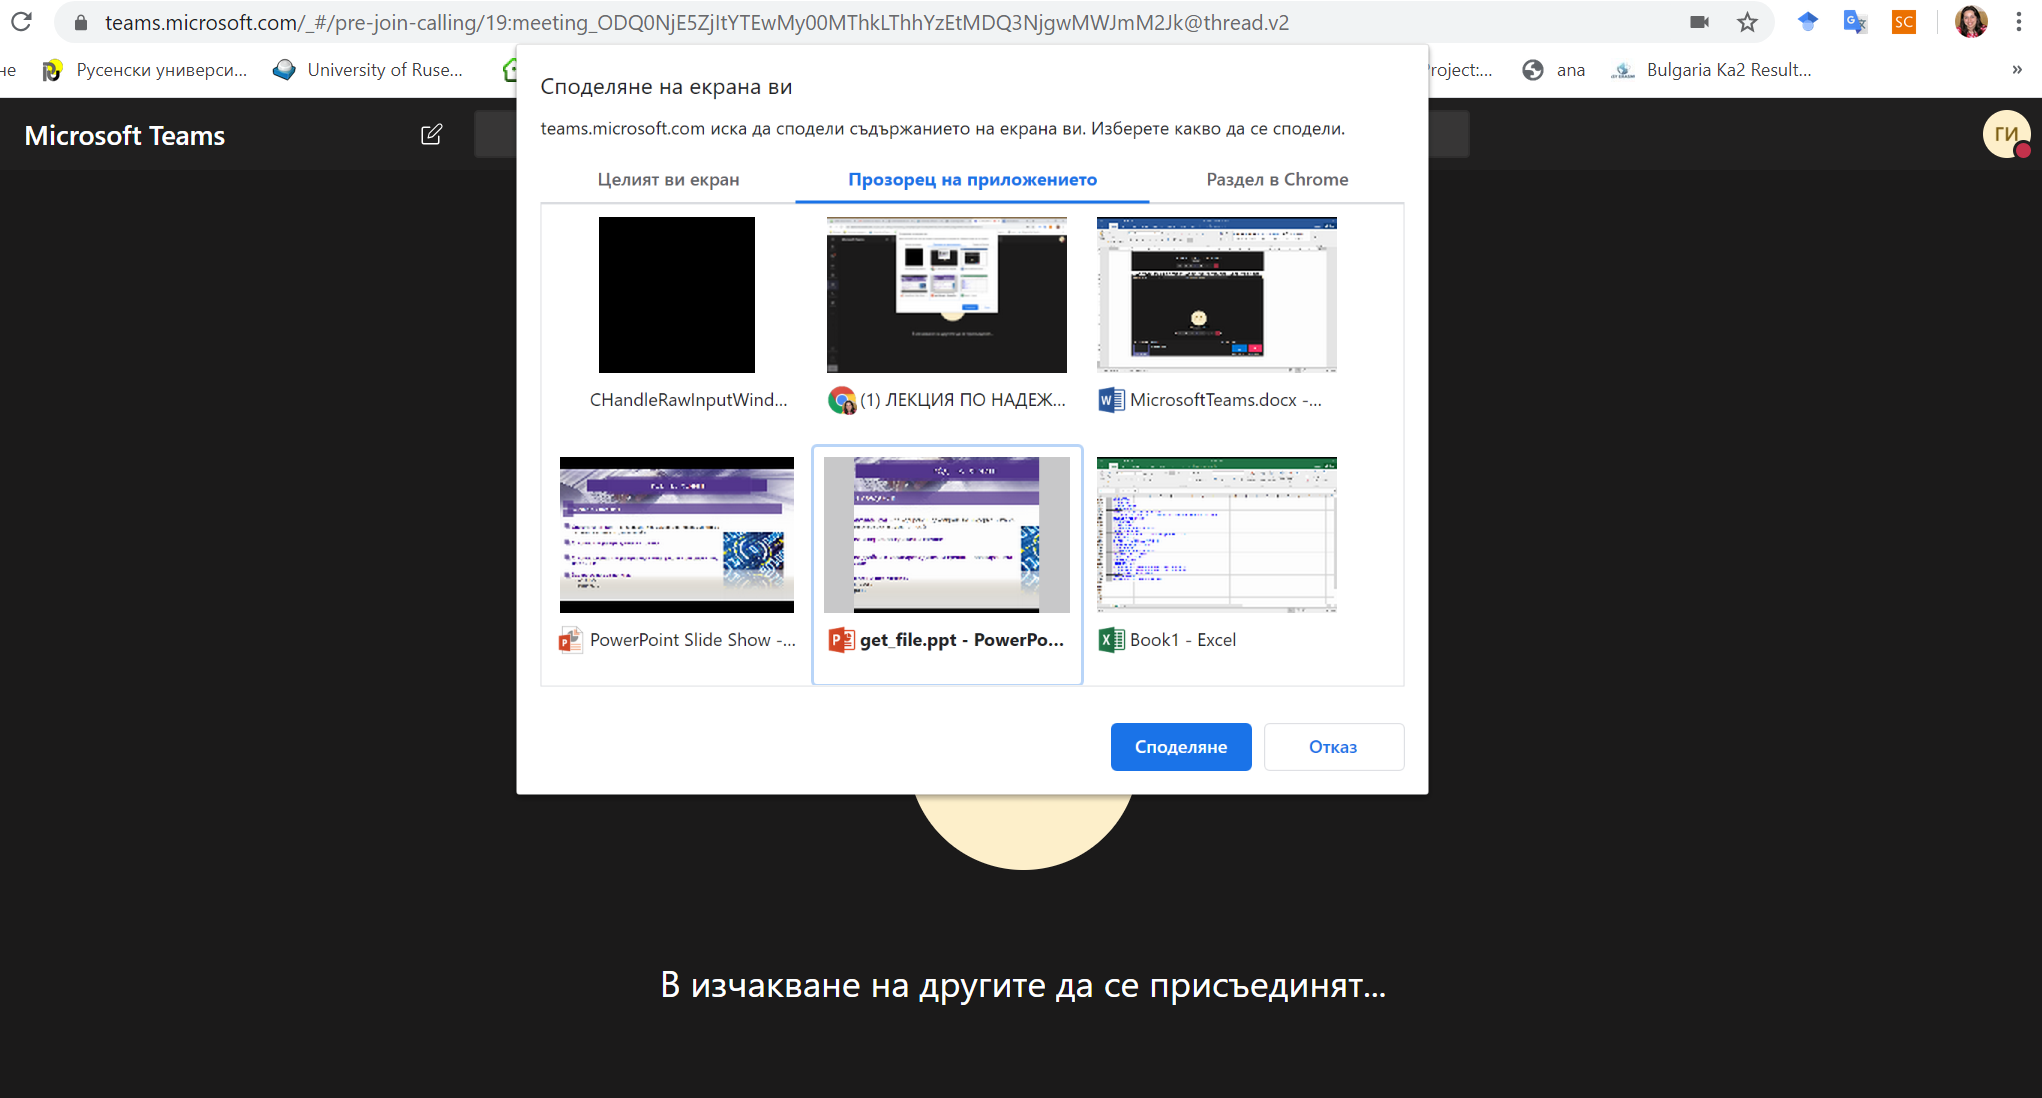 teams.microsoft.com/_#/pre-join-calling/19:meeting_ODQ0NjE5ZjItYTEwMy00MThkLThhYzEtMDQ3NjgwMWJmM2Jk@thread.v2
SC
не
Русенски универси...
University of Ruse...
roject:...
ana
Bulgaria Ka2 Result...
»
Microsoft Teams
ГИ
Споделяне на екрана ви
teams.microsoft.com иска да сподели съдържанието на екрана ви. Изберете какво да се сподели.
Целият ви екран
Прозорец на приложението
Раздел в Chrome
CHandleRawInputWind...
(1) ЛЕКЦИЯ ПО НАДЕЖ...
MicrosoftTeams.docx -...
PowerPoint Slide Show -...
get_file.ppt - PowerPo...
Book1 - Excel
Споделяне
Отказ
В изчакване на другите да се присъединят...